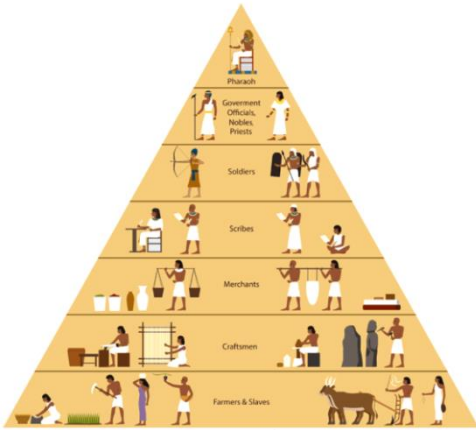 Pharaoh
Goverment
Officials,
Nobles,
Priests
Soldiers
Scribes
Merchants
Craftsmen
Farmers & Slaves